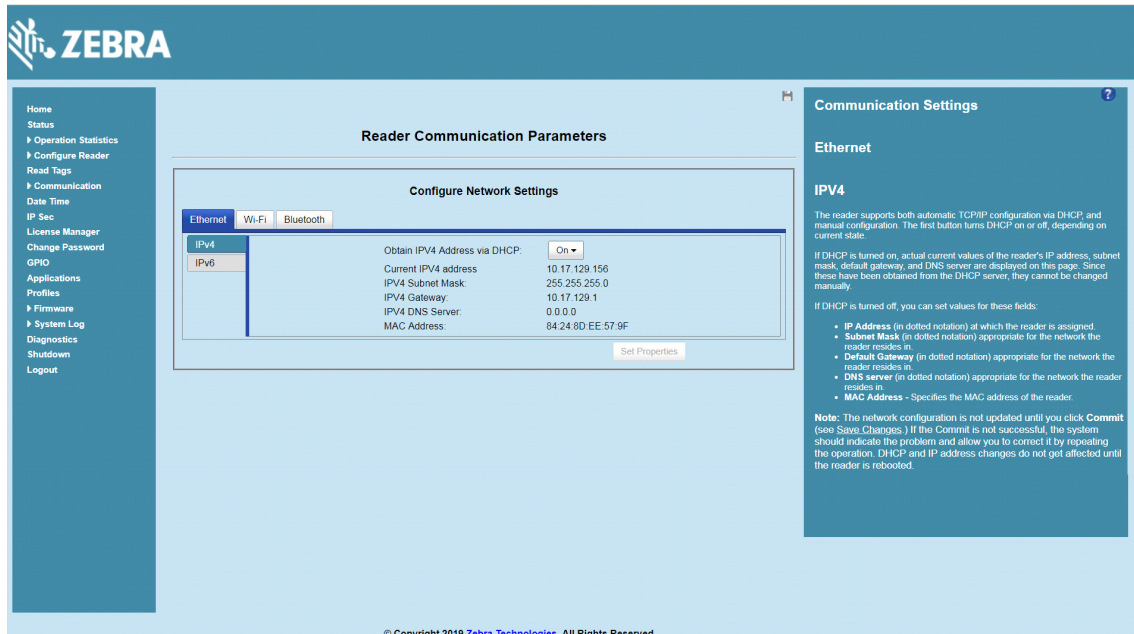 ZEBRA
Home
Status
Operation Statistics
Configure Reader
Read Tags
Communication
Date Time
IP Sec
License Manager
Change Password
GPIO
Applications
Profiles
Firmware
System Log
Diagnostics
Shutdown
Logout
Reader Communication Parameters
Configure Network Settings
Ethernet Wi-Fi Bluetooth
IPv4
IPv6
Obtain IPV4 Address via DHCP: On
Current IPV4 address 10.17.129.156
IPV4 Subnet Mask: 255.255.255.0
IPV4 Gateway: 10.17.129.1
IPV4 DNS Server: 0.0.0.0
MAC Address: 84:24:8D:EE:57:9F
Set Properties
?
Communication Settings
Ethernet
IPV4
The reader supports both automatic TCP/IP configuration via DHCP, and
manual configuration. The first button turns DHCP on or off, depending on
current state.
If DHCP is turned on, actual current values of the reader's IP address, subnet
mask, default gateway, and DNS server are displayed on this page. Since
these have been obtained from the DHCP server, they cannot be changed
manually.
If DHCP is turned off, you can set values for these fields:
• IP Address (in dotted notation) at which the reader is assigned.
• Subnet Mask (in dotted notation) appropriate for the network the
reader resides in.
• Default Gateway (in dotted notation) appropriate for the network the
reader resides in.
• DNS server (in dotted notation) appropriate for the network the reader
resides in.
• MAC Address - Specifies the MAC address of the reader.
Note: The network configuration is not updated until you click Commit
(see Save Changes.) If the Commit is not successful, the system
should indicate the problem and allow you to correct it by repeating
the operation. DHCP and IP address changes do not get affected until
the reader is rebooted.
© Copyright 2019 Zebra Technologies. All Rights Reserved